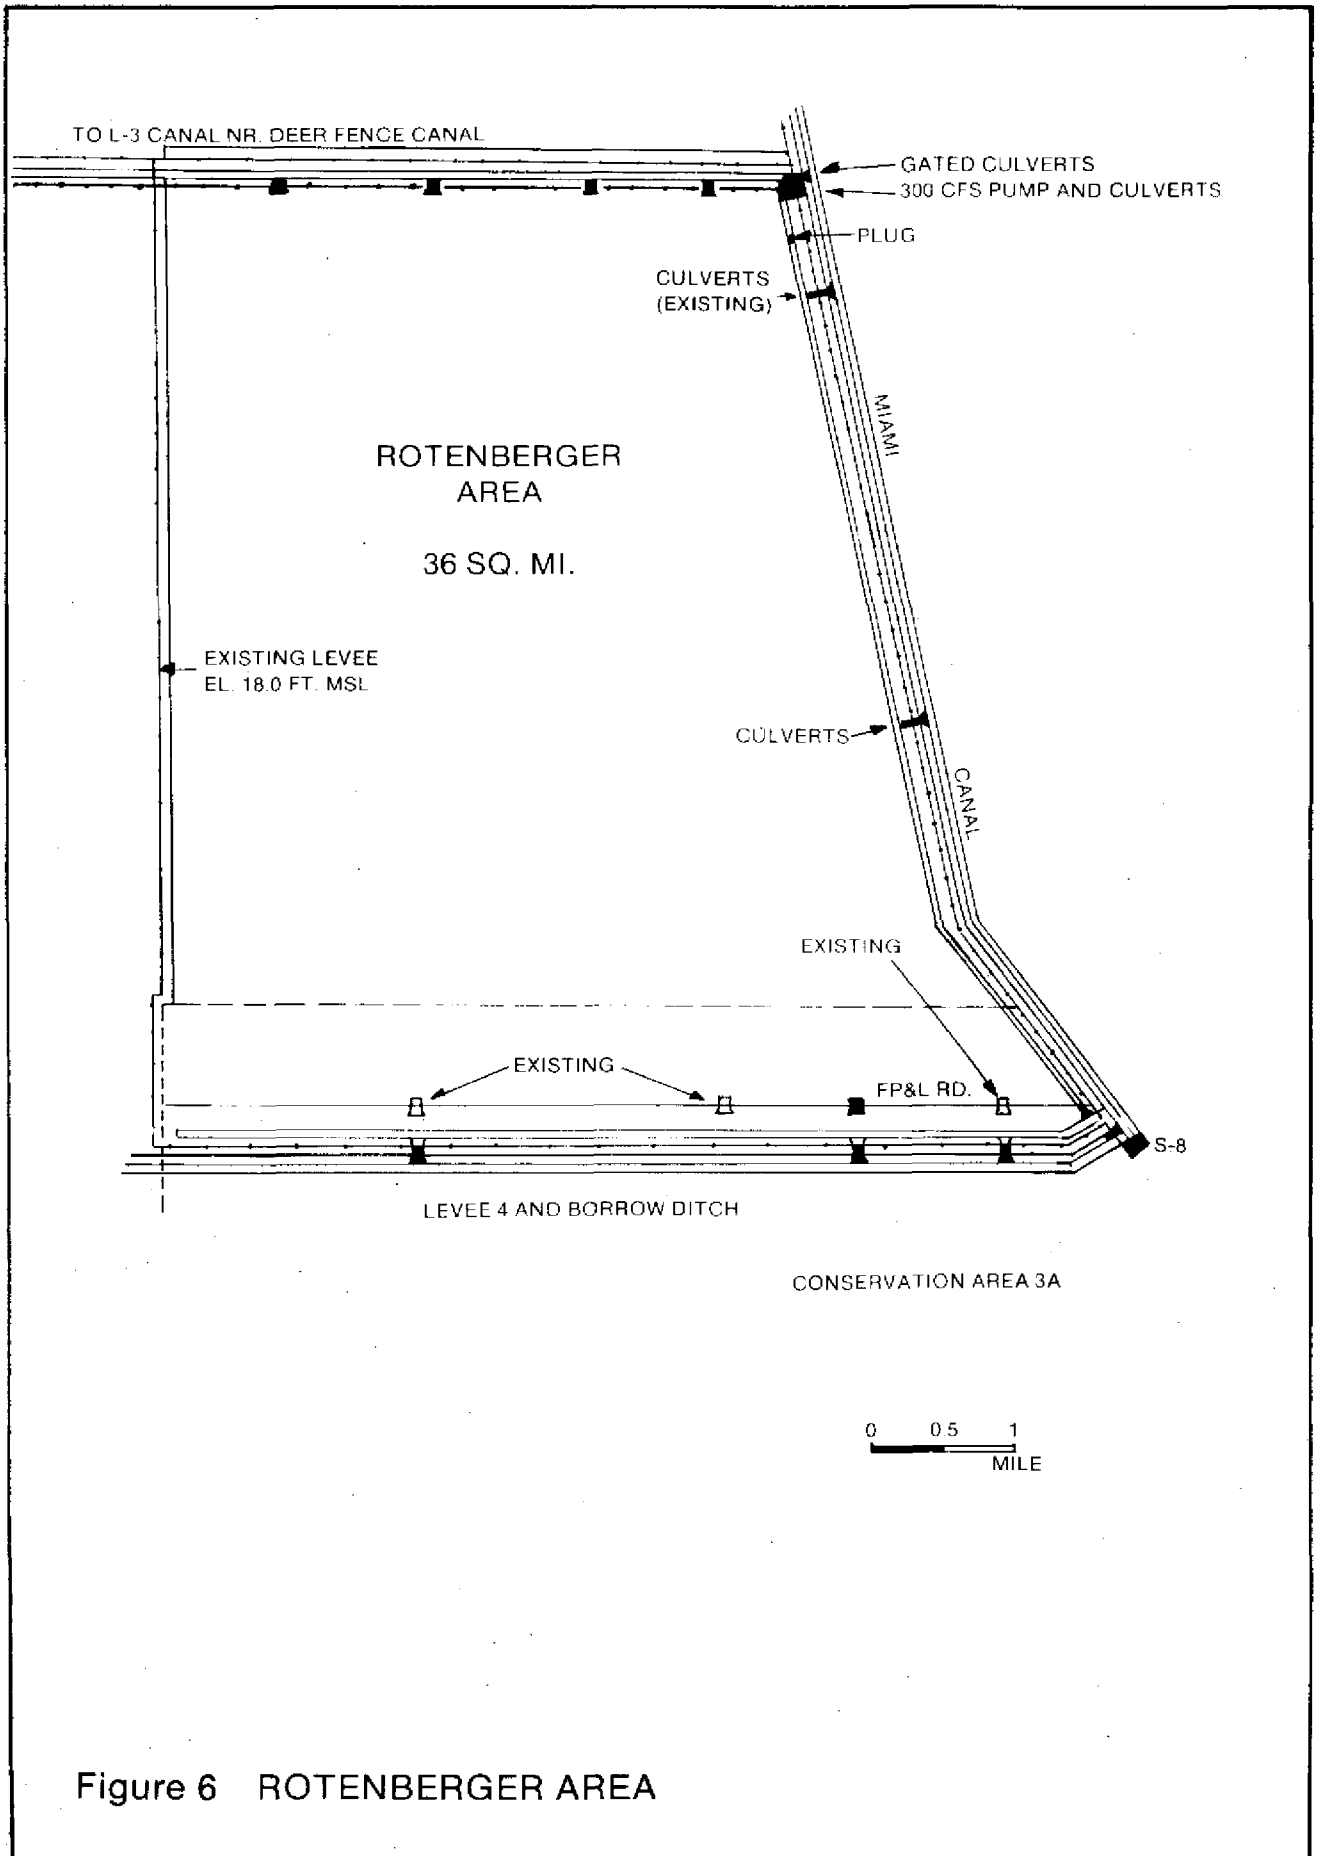 TO L-3 CANAL NR. DEER FENCE CANAL
GATED CULVERTS
300 CFS PUMP AND CULVERTS
PLUG
CULVERTS
(EXISTING)
MIAMI
ROTENBERGER
AREA
36 SQ. MI.
EXISTING LEVEE
EL. 18.0 FT. MSL
CULVERTS
CANAL
EXISTING
EXISTING
FP&L RD.
S-8
LEVEE 4 AND BORROW DITCH
CONSERVATION AREA 3A
0 0.5 1
MILE
Figure 6 ROTENBERGER AREA